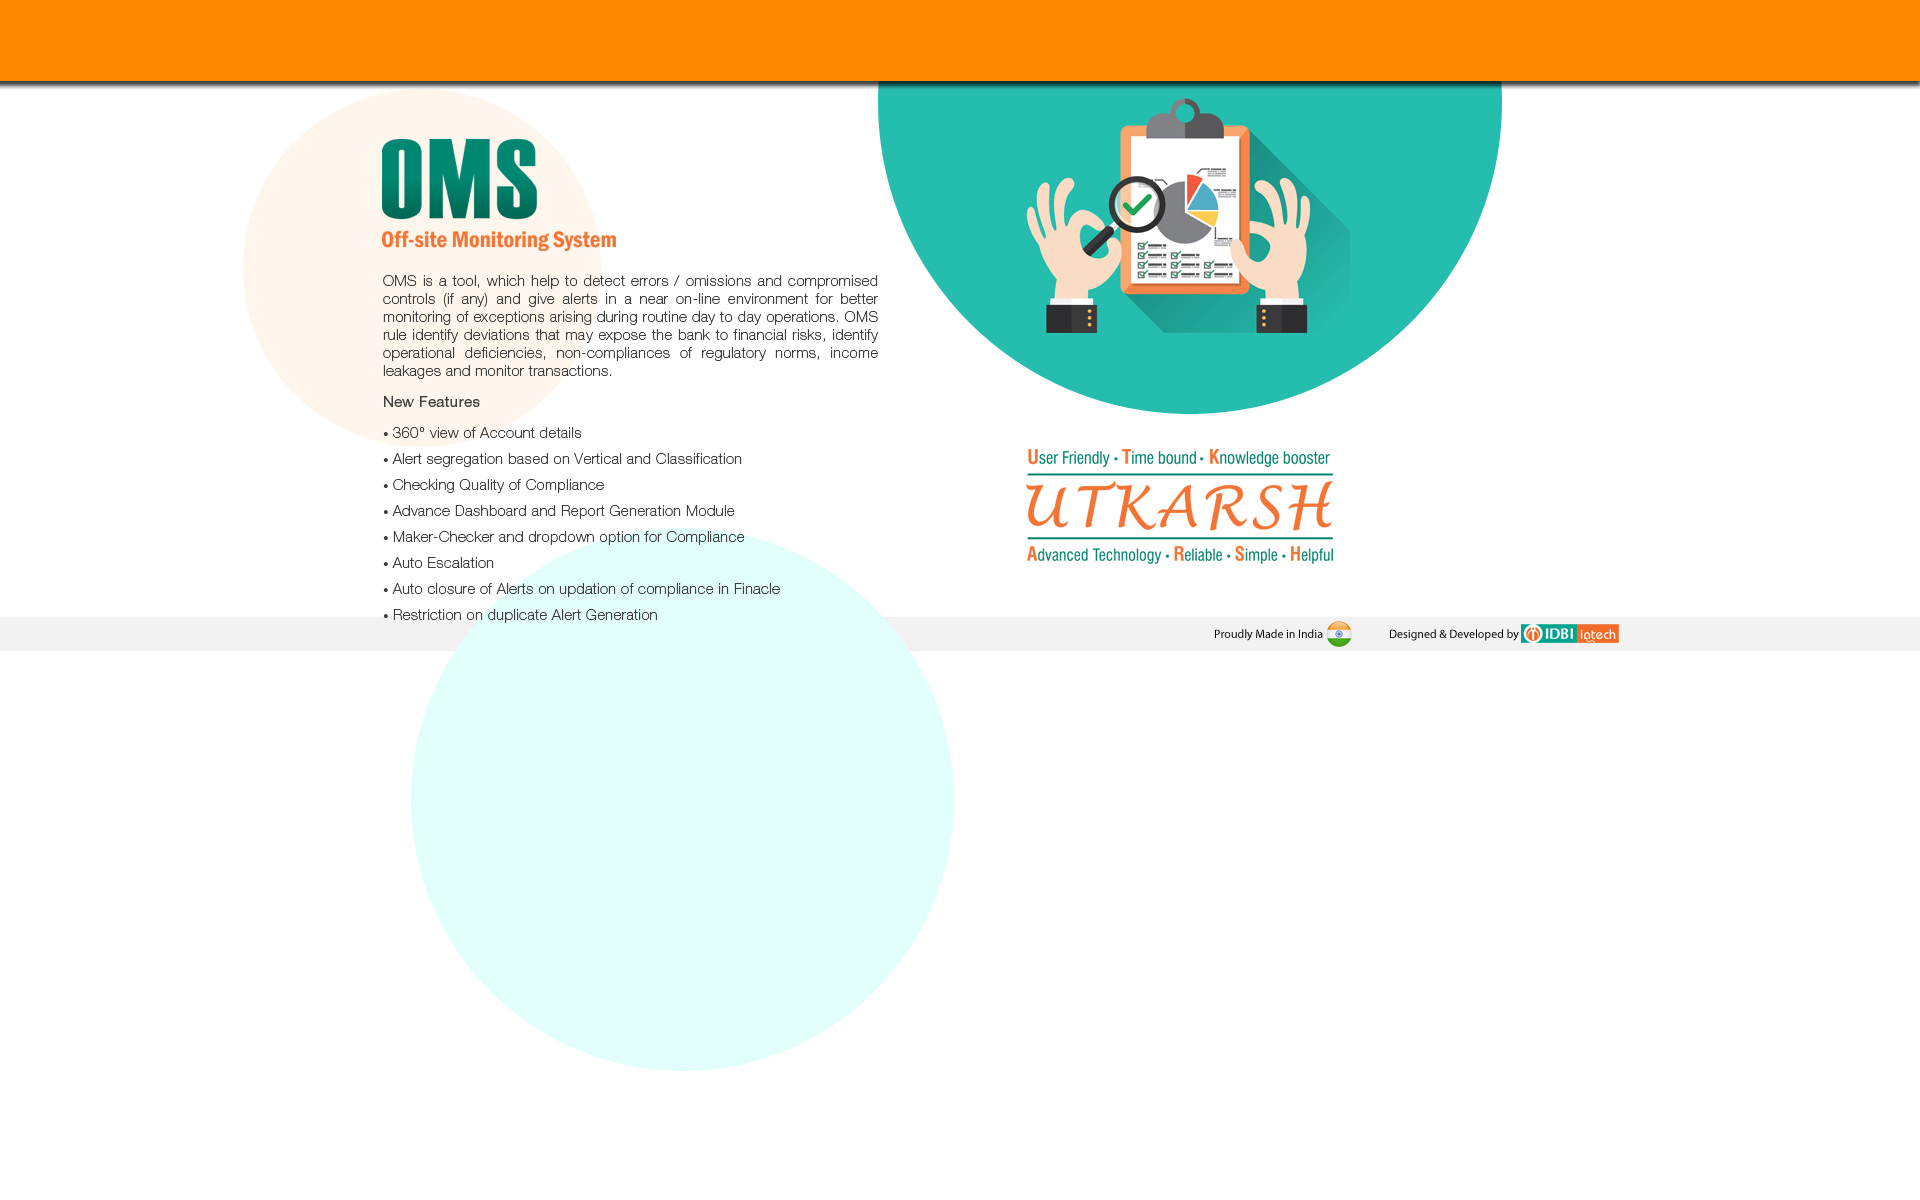 OMS
Off-site Monitoring System
OMS is a tool, which help to detect errors / omissions and compromised
controls (if any) and give alerts in a near on-line environment for better
monitoring of exceptions arising during routine day to day operations. OMS
rule identify deviations that may expose the bank to financial risks, identify
operational deficiencies, non-compliances of regulatory norms, income
leakages and monitor transactions.
New Features
• 360° view of Account details
• Alert segregation based on Vertical and Classification
• Checking Quality of Compliance
• Advance Dashboard and Report Generation Module
• Maker-Checker and dropdown option for Compliance
• Auto Escalation
• Auto closure of Alerts on updation of compliance in Finacle
• Restriction on duplicate Alert Generation
User Friendly • Time bound • Knowledge booster
UTKARSH
Advanced Technology • Reliable • Simple • Helpful
Proudly Made in India
Designed & Developed by IDBI intech